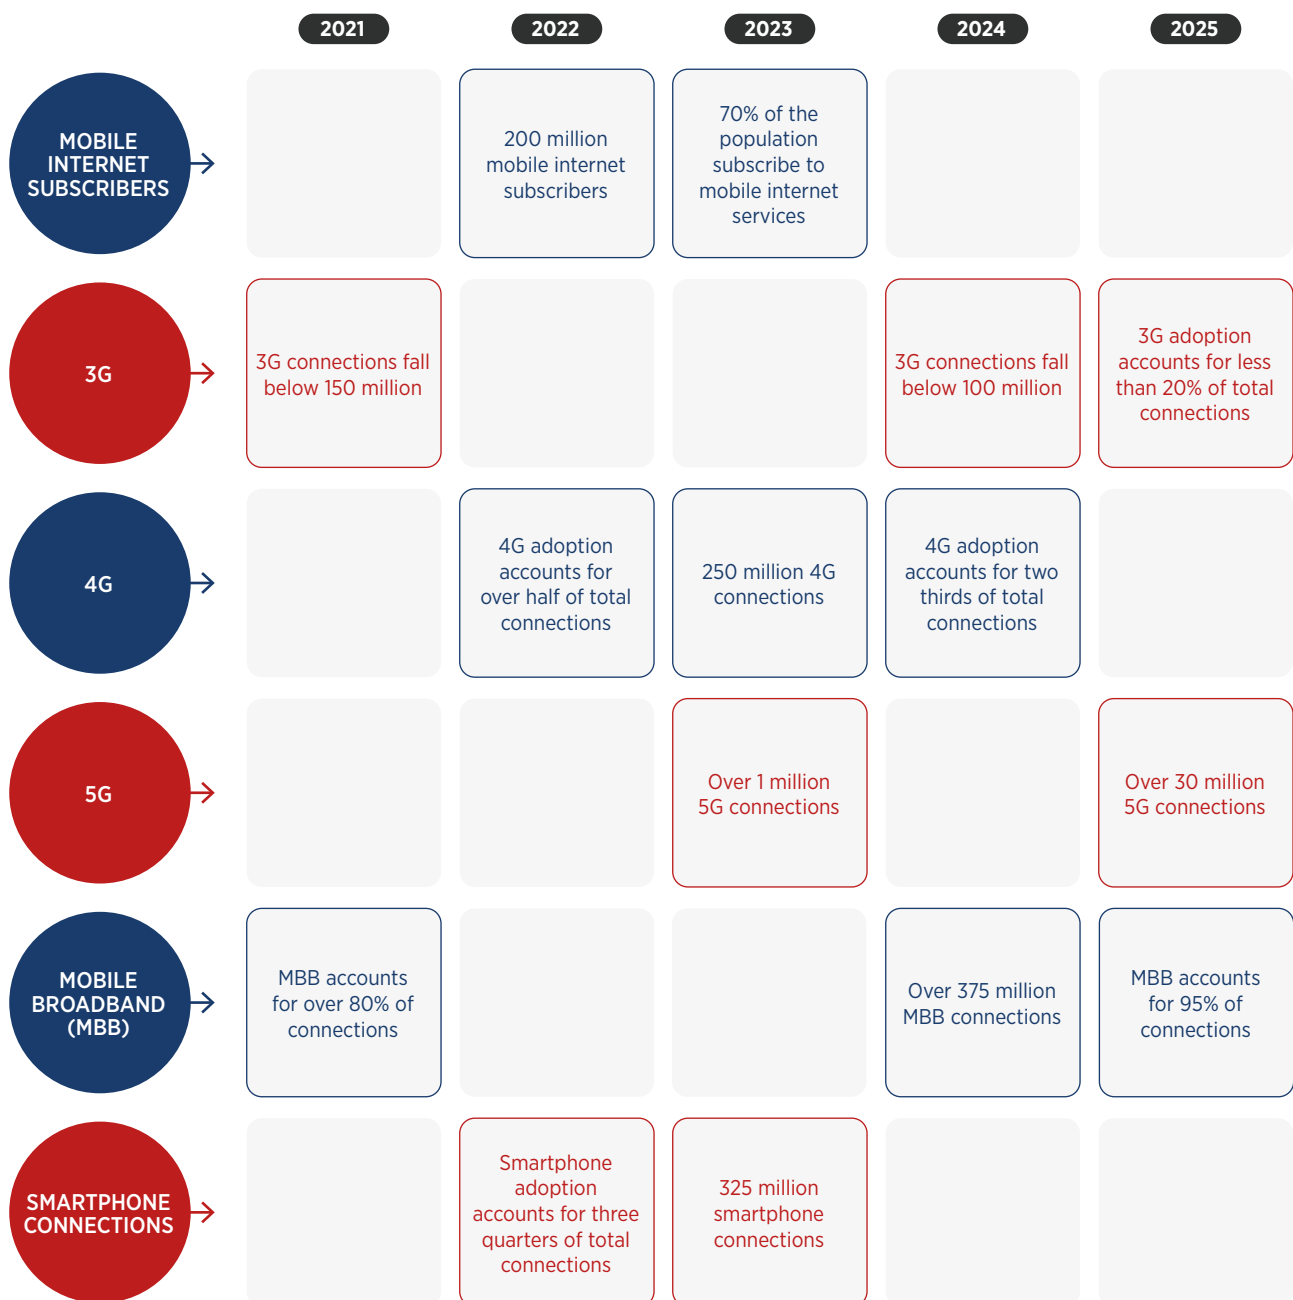 2021 2022 2023 2024 2025
MOBILE
INTERNET
SUBSCRIBERS
200 million
mobile internet
subscribers
70% of the
population
subscribe to
mobile internet
services
3G
3G connections fall
below 150 million
3G connections fall
below 100 million
3G adoption
accounts for less
than 20% of total
connections
4G
4G adoption
accounts for
over half of total
connections
250 million 4G
connections
4G adoption
accounts for two
thirds of total
connections
5G
Over 1 million
5G connections
Over 30 million
5G connections
MOBILE
BROADBAND
(MBB)
MBB accounts
for over 80% of
connections
Over 375 million
MBB connections
MBB accounts
for 95% of
connections
SMARTPHONE
CONNECTIONS
Smartphone
adoption
accounts for three
quarters of total
connections
325 million
smartphone
connections